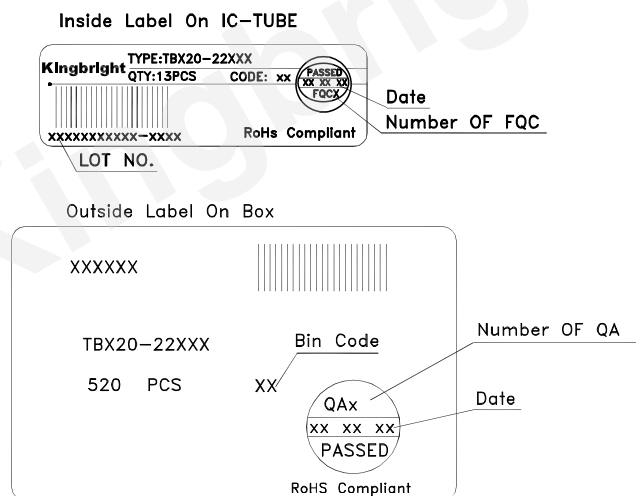 Inside Label On IC-TUBE
Kingbright
TYPE:TBX20-22XXX
QTY:13PCS CODE: xx
PASSED
XX XX XX
FQCX
Date
Number OF FQC
XXXXXXXXXXX-XXXX
RoHs Compliant
LOT NO.
Outside Label On Box
XXXXXX
TBX20-22XXX
Bin Code
Number OF QA
520 PCS
XX
QAx
Date
xx xx xx
PASSED
RoHS Compliant
Kingbright